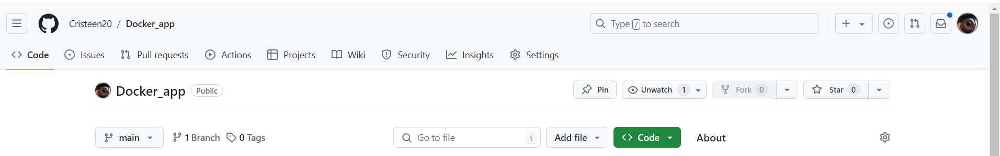 Cristeen20 / Docker_app Type / to search
Code Issues Pull requests Actions Projects Wiki Security Insights Settings
Docker_app Public Pin Unwatch 1 Fork 0 Star 0
main 1 Branch 0 Tags Go to file t Add file Code About